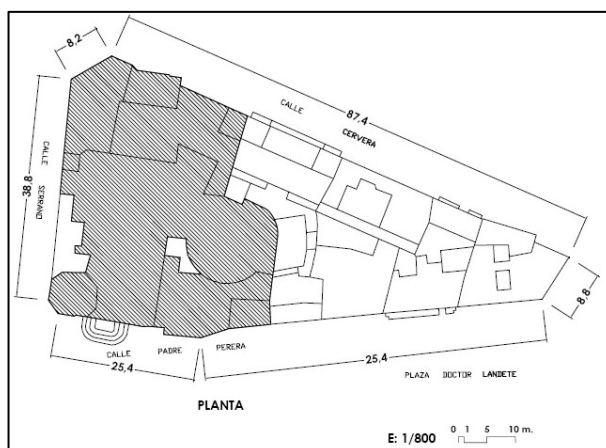 8,2
87,4
CALLE
CERVERA
CALLE SERRANO
38,8
8,8
CALLE PADRE PERERA
25,4
25,4
PLAZA DOCTOR LANDETE
PLANTA
E: 1/800
0 1 5 10 m.